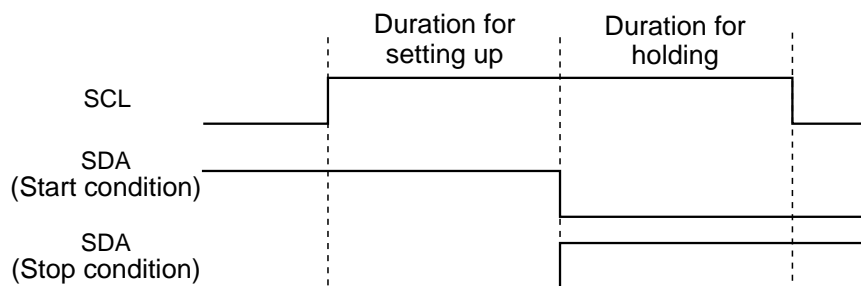 Duration for
setting up
Duration for
holding
SCL
SDA
(Start condition)
SDA
(Stop condition)